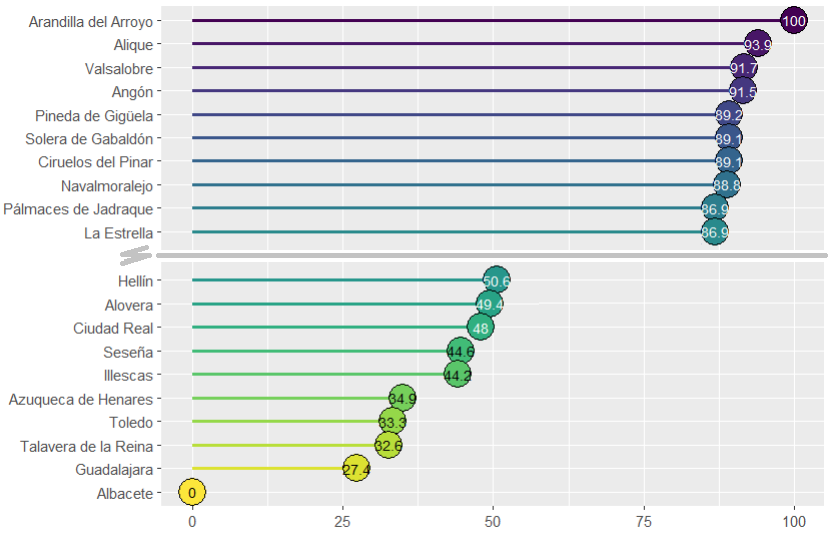 Arandilla del Arroyo 100
Alique 93.9
Valsalobre 91.7
Angón 91.5
Pineda de Gigüela 89.2
Solera de Gabaldón 89.1
Ciruelos del Pinar 89.1
Navalmoralejo 88.8
Pálmaces de Jadraque 86.9
La Estrella 86.9
Hellín 50.6
Alovera 49.4
Ciudad Real 48
Seseña 44.6
Illescas 44.2
Azuqueca de Henares 34.9
Toledo 33.3
Talavera de la Reina 32.6
Guadalajara 27.4
Albacete 0
0 25 50 75 100